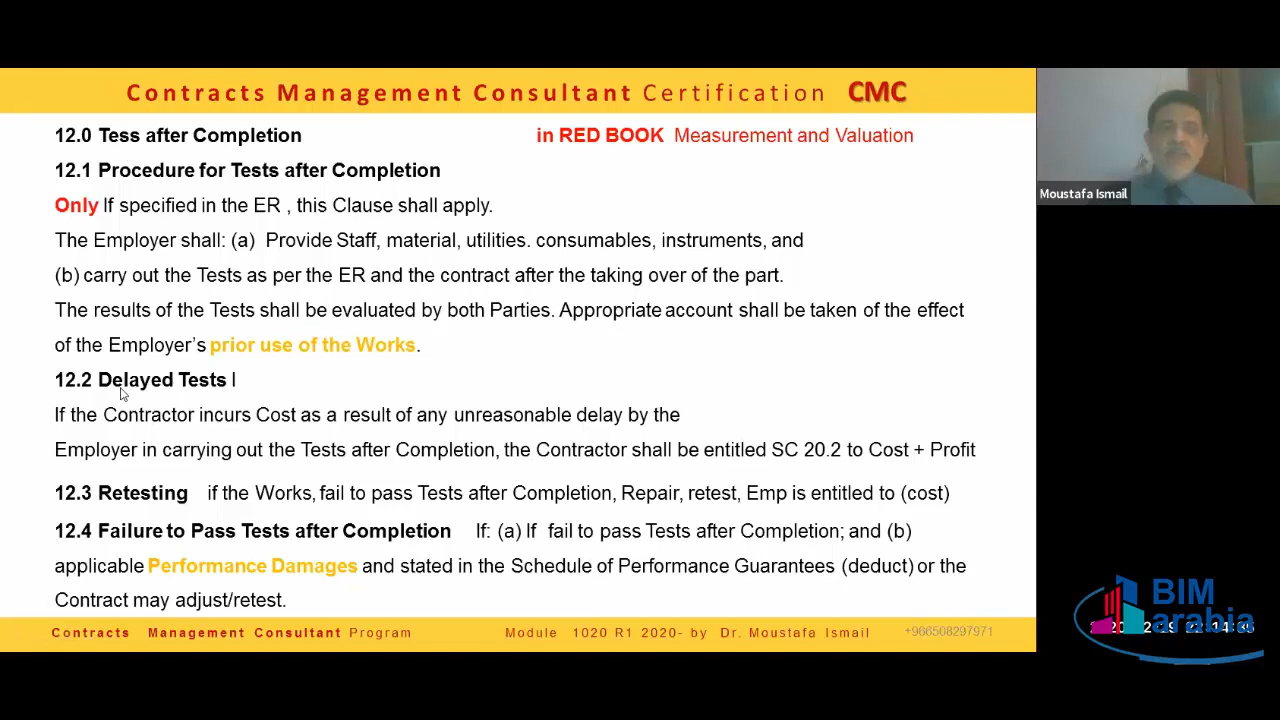 Contracts Management Consultant Certification CMC
12.0 Tess after Completion in RED BOOK Measurement and Valuation
12.1 Procedure for Tests after Completion
Only If specified in the ER , this Clause shall apply.
The Employer shall: (a) Provide Staff, material, utilities. consumables, instruments, and
(b) carry out the Tests as per the ER and the contract after the taking over of the part.
The results of the Tests shall be evaluated by both Parties. Appropriate account shall be taken of the effect
of the Employer's prior use of the Works.
12.2 Delayed Tests l
If the Contractor incurs Cost as a result of any unreasonable delay by the
Employer in carrying out the Tests after Completion, the Contractor shall be entitled SC 20.2 to Cost + Profit
12.3 Retesting if the Works, fail to pass Tests after Completion, Repair, retest, Emp is entitled to (cost)
12.4 Failure to Pass Tests after Completion If: (a) If fail to pass Tests after Completion; and (b)
applicable Performance Damages and stated in the Schedule of Performance Guarantees (deduct) or the
Contract may adjust/retest.
Contracts Management Consultant Program Module 1020 R1 2020- by Dr. Moustafa Ismail +966508297971
Moustafa Ismail
BIM
arabia